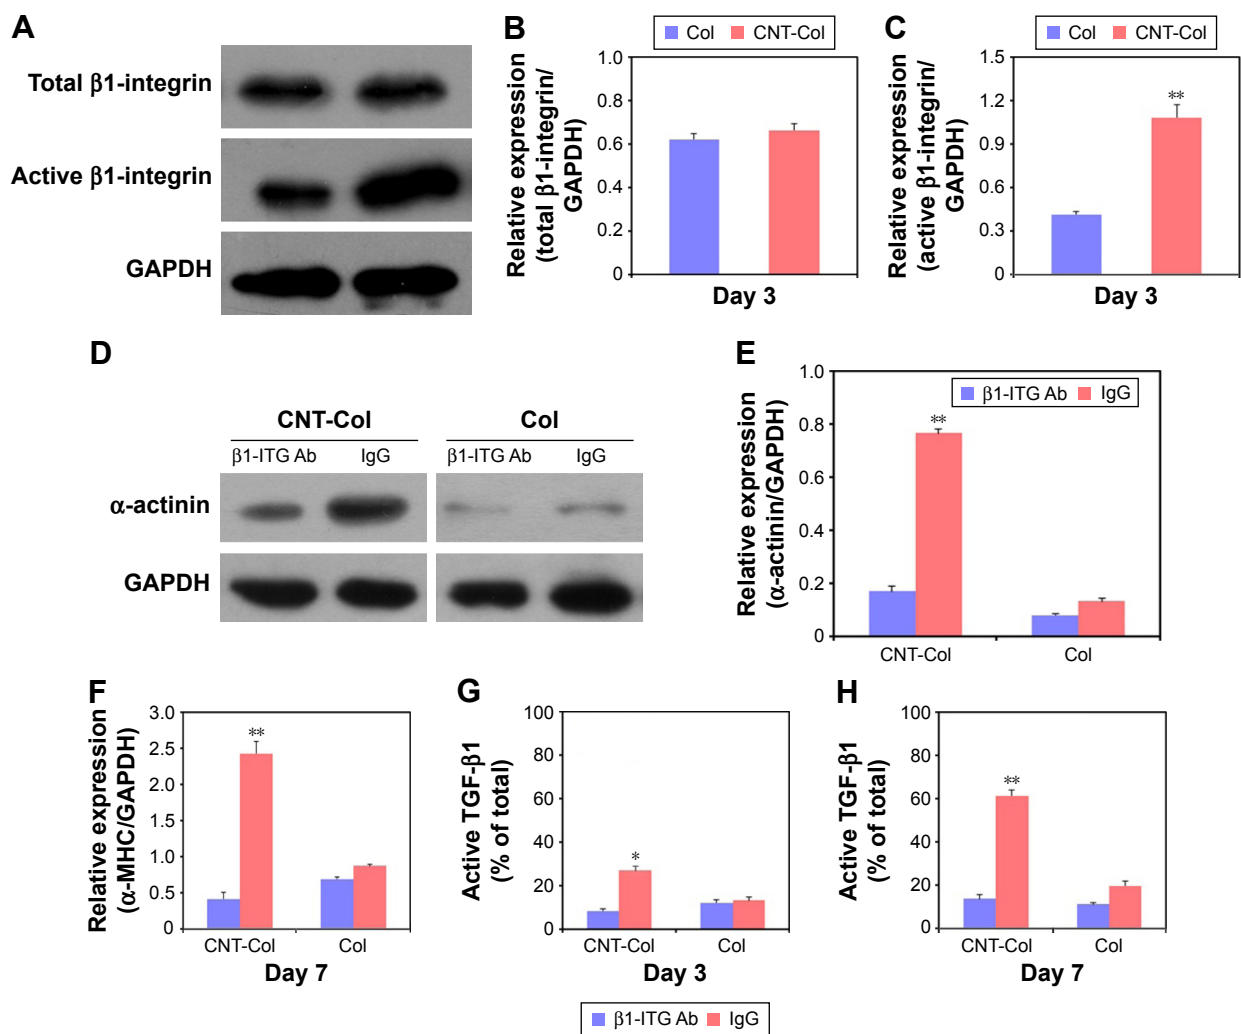 A
Total β1-integrin
Active β1-integrin
GAPDH
B
Col CNT-Col
Relative expression
(total β1-integrin/
GAPDH)
1.0
0.8
0.6
0.4
0.2
0
Day 3
C
Col CNT-Col
Relative expression
(active β1-integrin/
GAPDH)
1.5
1.2
0.9
0.6
0.3
0
**
Day 3
D
CNT-Col Col
β1-ITG Ab IgG β1-ITG Ab IgG
α-actinin
GAPDH
E
β1-ITG Ab IgG
Relative expression
(α-actinin/GAPDH)
1.0
0.8
0.6
0.4
0.2
0
**
CNT-Col Col
F
Relative expression
(α-MHC/GAPDH)
3.0
2.5
2.0
1.5
1.0
0.5
0
**
CNT-Col Col
Day 7
G
Active TGF-β1
(% of total)
100
80
60
40
20
0
*
CNT-Col Col
Day 3
H
Active TGF-β1
(% of total)
100
80
60
40
20
0
**
CNT-Col Col
Day 7
β1-ITG Ab IgG